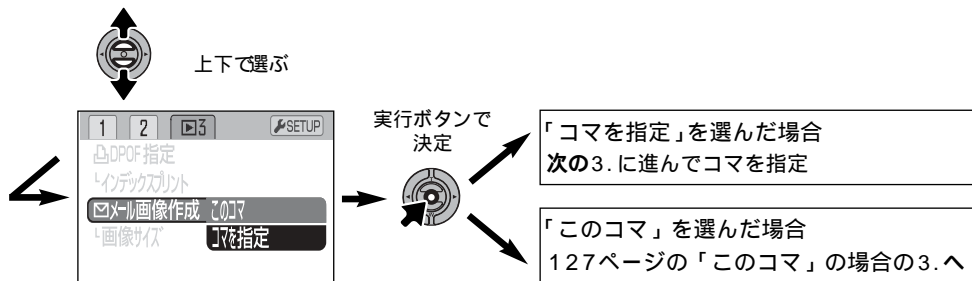 上下で選ぶ
1 2 3 SETUP
DPOF指定
インデックスプリント
メール画像作成 このコマ
画像サイズ コマを指定
実行ボタンで
決定
「コマを指定」を選んだ場合
次の3.に進んでコマを指定
「このコマ」を選んだ場合
127ページの「このコマ」の場合の3.へ